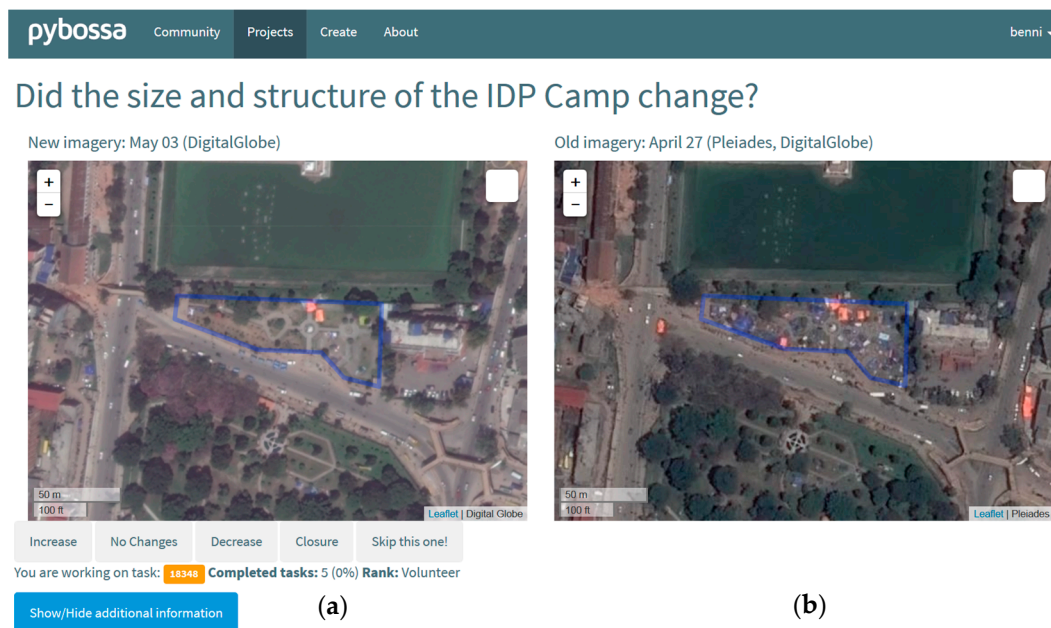 pybossa Community Projects Create About benni
Did the size and structure of the IDP Camp change?
New imagery: May 03 (DigitalGlobe)
Old imagery: April 27 (Pleiades, DigitalGlobe)
+
−
+
−
50 m
100 ft
Leaflet | Digital Globe
50 m
100 ft
Leaflet | Pleiades
Increase No Changes Decrease Closure Skip this one!
You are working on task: 18348 Completed tasks: 5 (0%) Rank: Volunteer
Show/Hide additional information
(a)
(b)